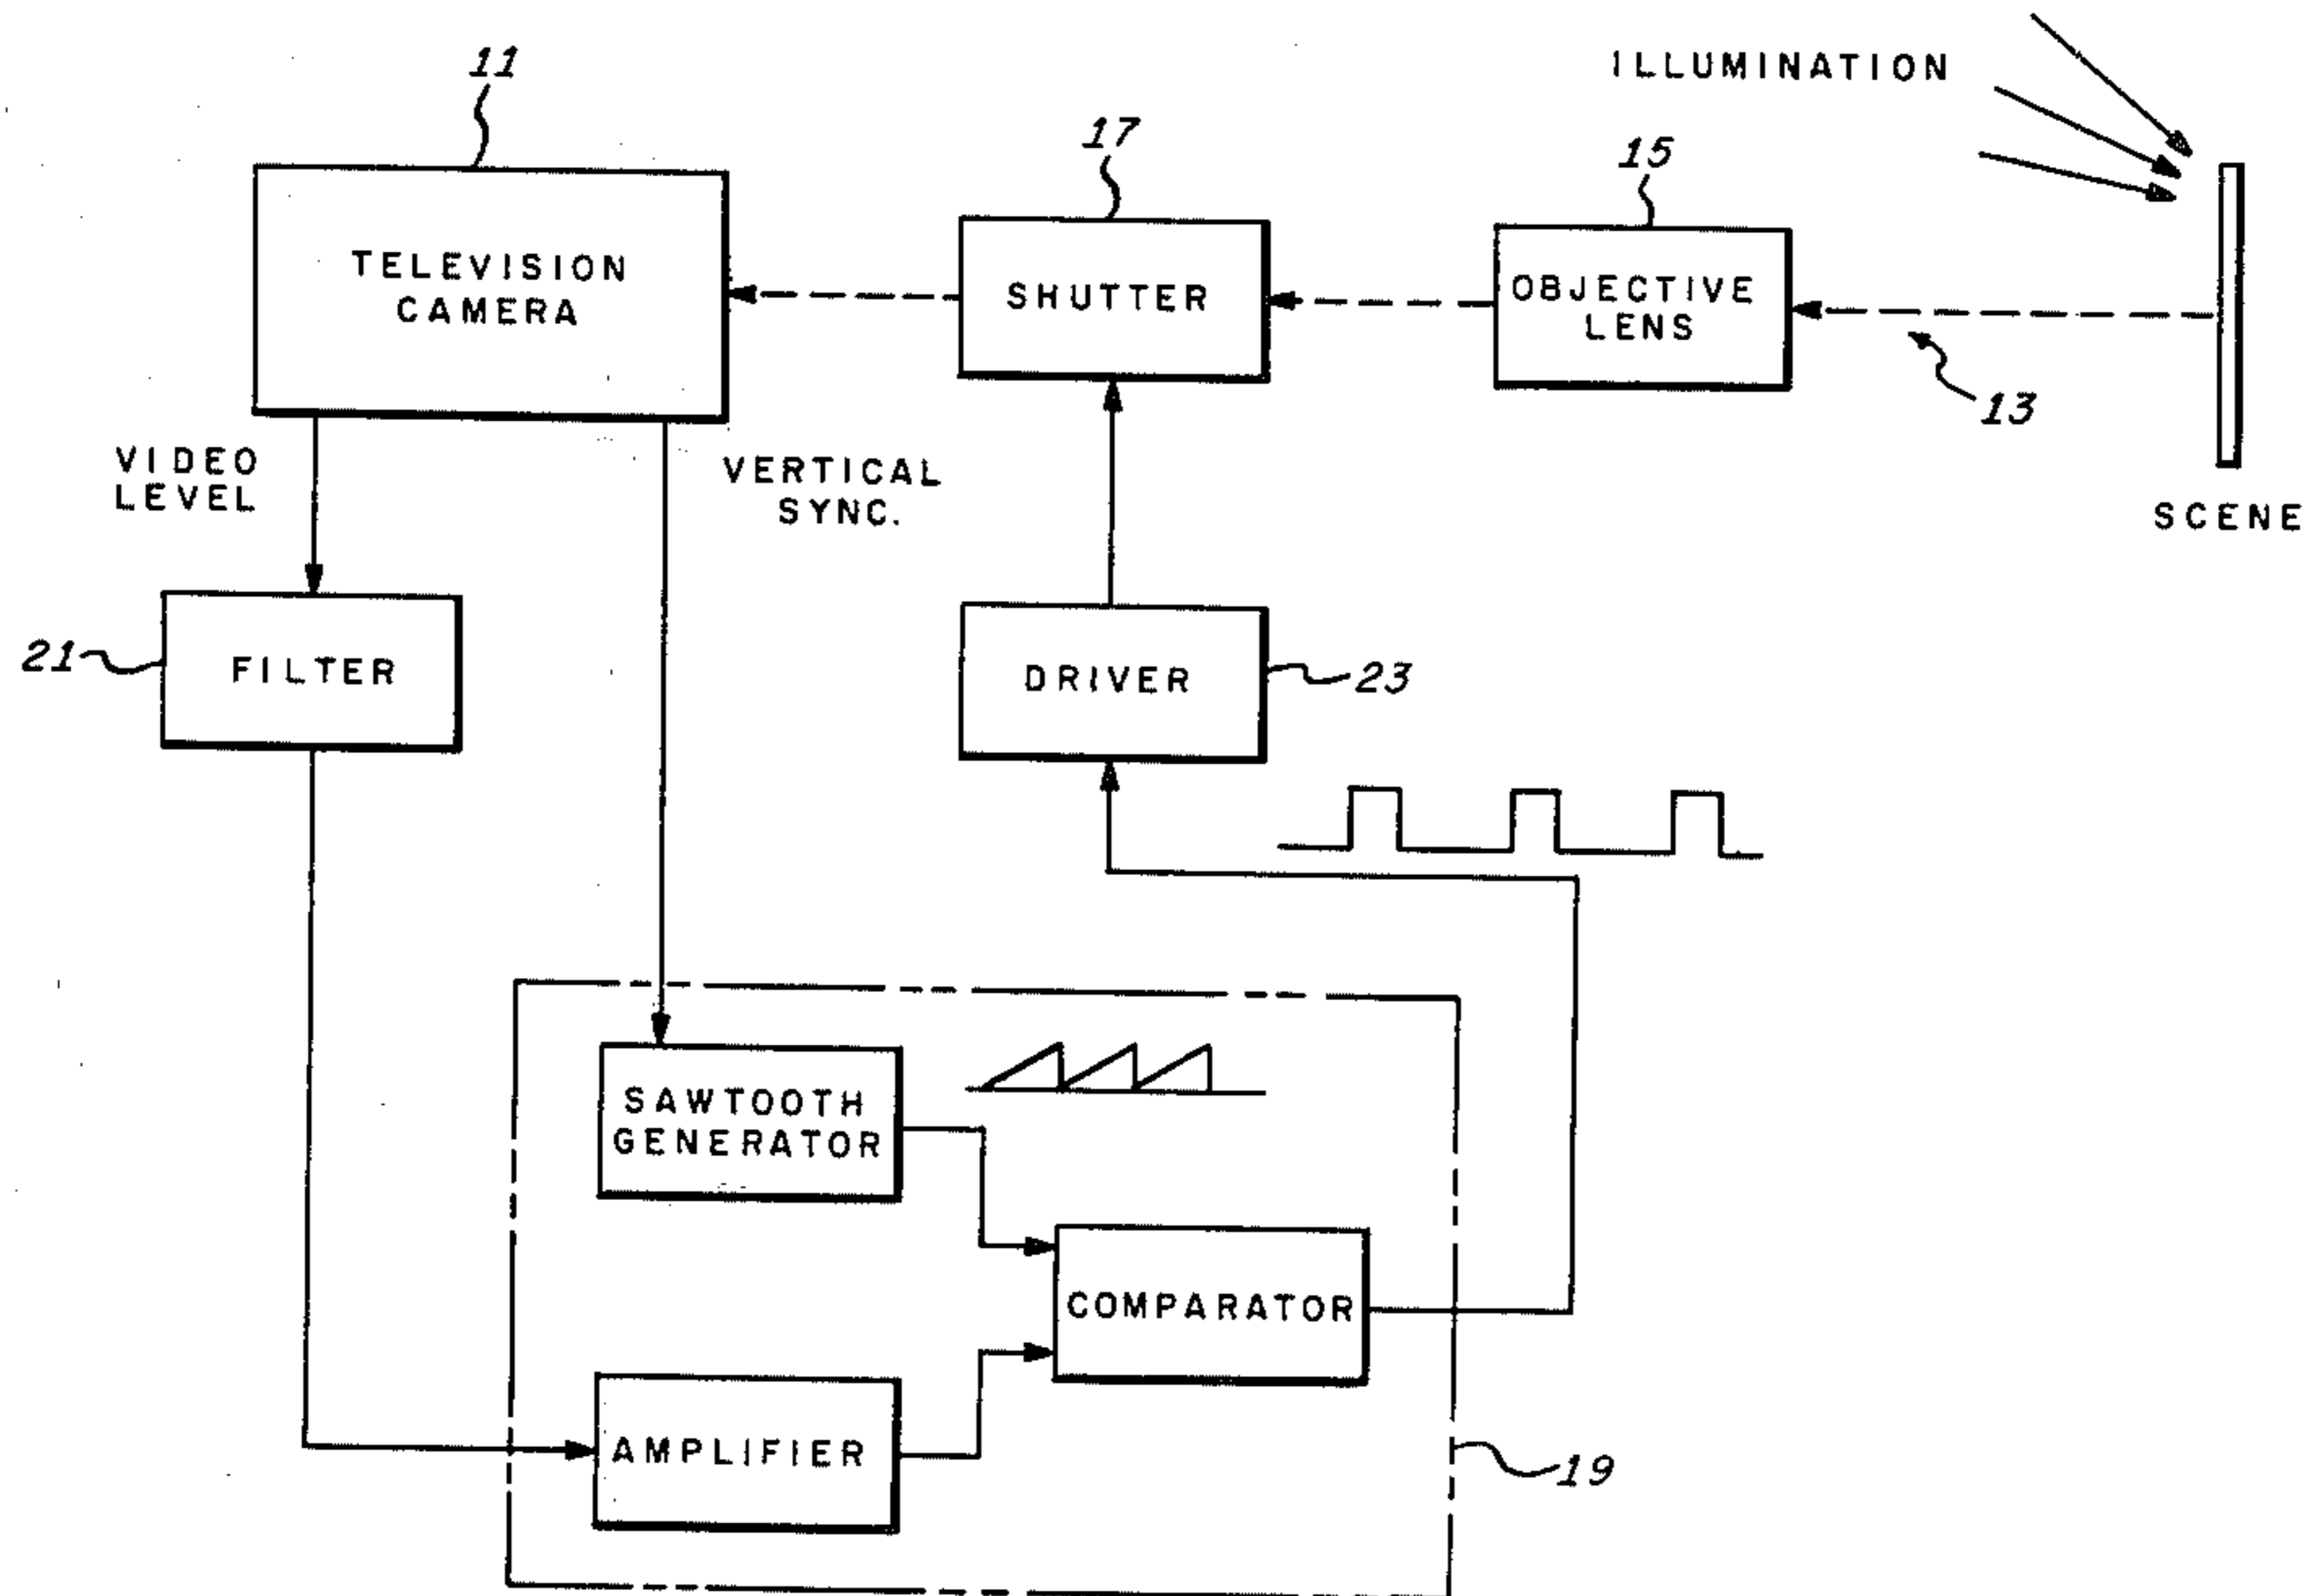 11
ILLUMINATION
17
15
TELEVISION
CAMERA
SHUTTER
OBJECTIVE
LENS
13
VIDEO
LEVEL
VERTICAL
SYNC.
SCENE
21
FILTER
DRIVER
23
SAWTOOTH
GENERATOR
COMPARATOR
AMPLIFIER
19